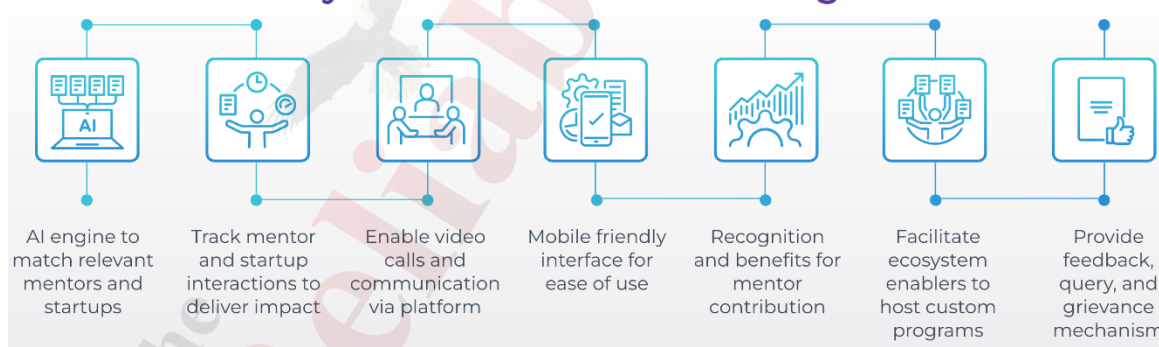 AI
AI engine to
match relevant
mentors and
startups
Track mentor
and startup
interactions to
deliver impact
Enable video
calls and
communication
via platform
Mobile friendly
interface for
ease of use
Recognition
and benefits for
mentor
contribution
Facilitate
ecosystem
enablers to
host custom
programs
Provide
feedback,
query, and
grievance
mechanism
the